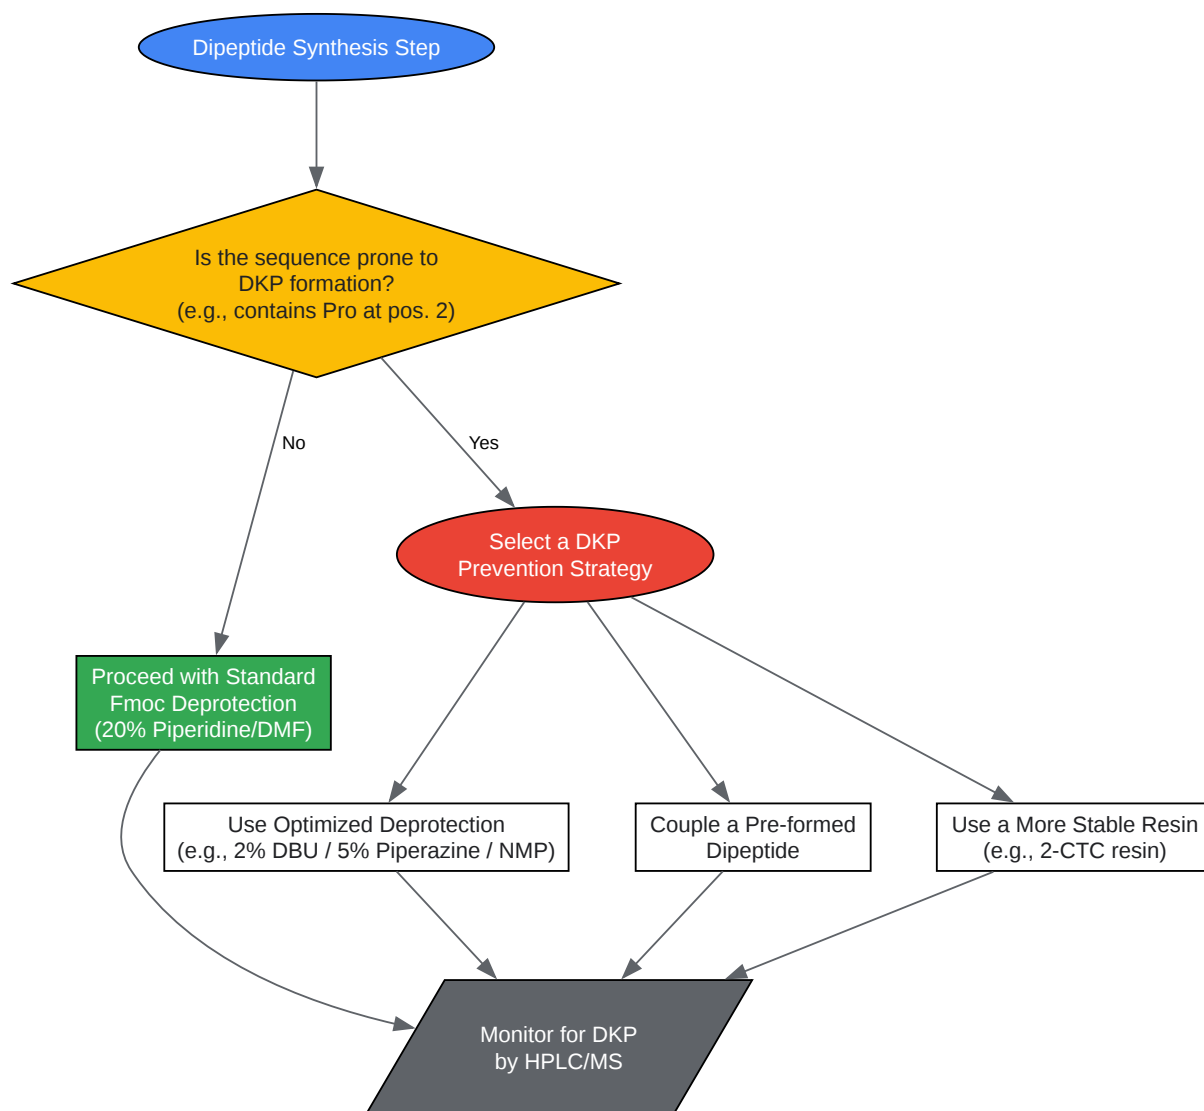 Dipeptide Synthesis Step
Is the sequence prone to
DKP formation?
(e.g., contains Pro at pos. 2)
No
Yes
Select a DKP
Prevention Strategy
Proceed with Standard
Fmoc Deprotection
(20% Piperidine/DMF)
Use Optimized Deprotection
(e.g., 2% DBU / 5% Piperazine / NMP)
Couple a Pre-formed
Dipeptide
Use a More Stable Resin
(e.g., 2-CTC resin)
Monitor for DKP
by HPLC/MS